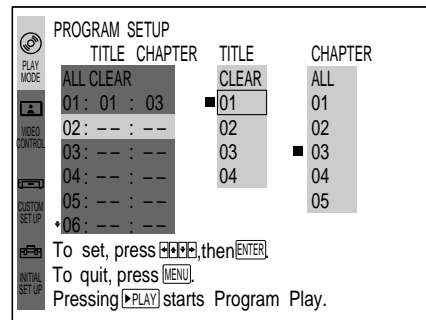 PROGRAM SETUP
TITLE CHAPTER TITLE CHAPTER
PLAY MODE
ALL CLEAR CLEAR ALL
01: 01 : 03 01 01
02: – – : – – 02 02
VIDEO CONTROL
03: – – : – – 03 03
04: – – : – – 04 04
05: – – : – – 05
CUSTOM SET UP
06: – – : – –
To set, press ,then ENTER.
To quit, press MENU.
INITIAL SET UP
Pressing PLAY starts Program Play.